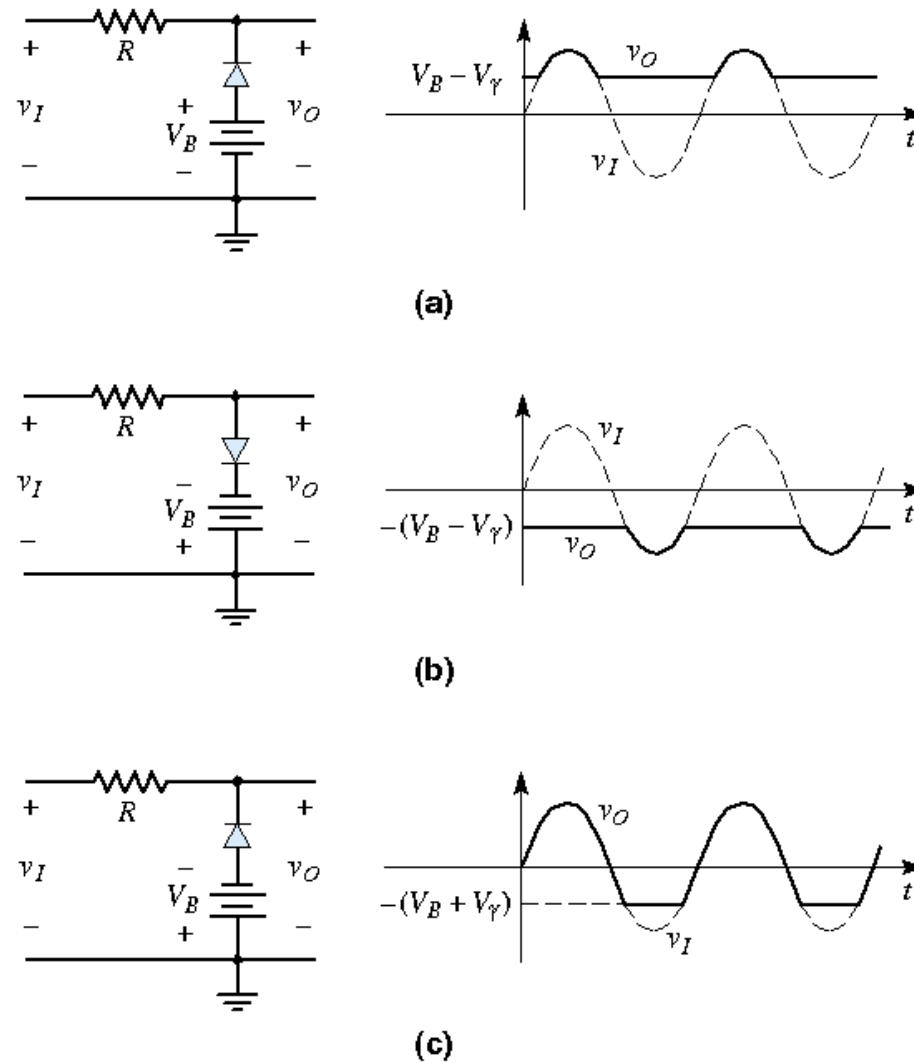 + R +
v_I + V_B − v_O
− −
V_B − V_γ v_O
v_I t
(a)
+ R +
v_I − V_B + v_O
− −
v_I
t
−(V_B − V_γ) v_O
(b)
+ R +
v_I − V_B + v_O
− −
v_O
t
−(V_B + V_γ) v_I
(c)